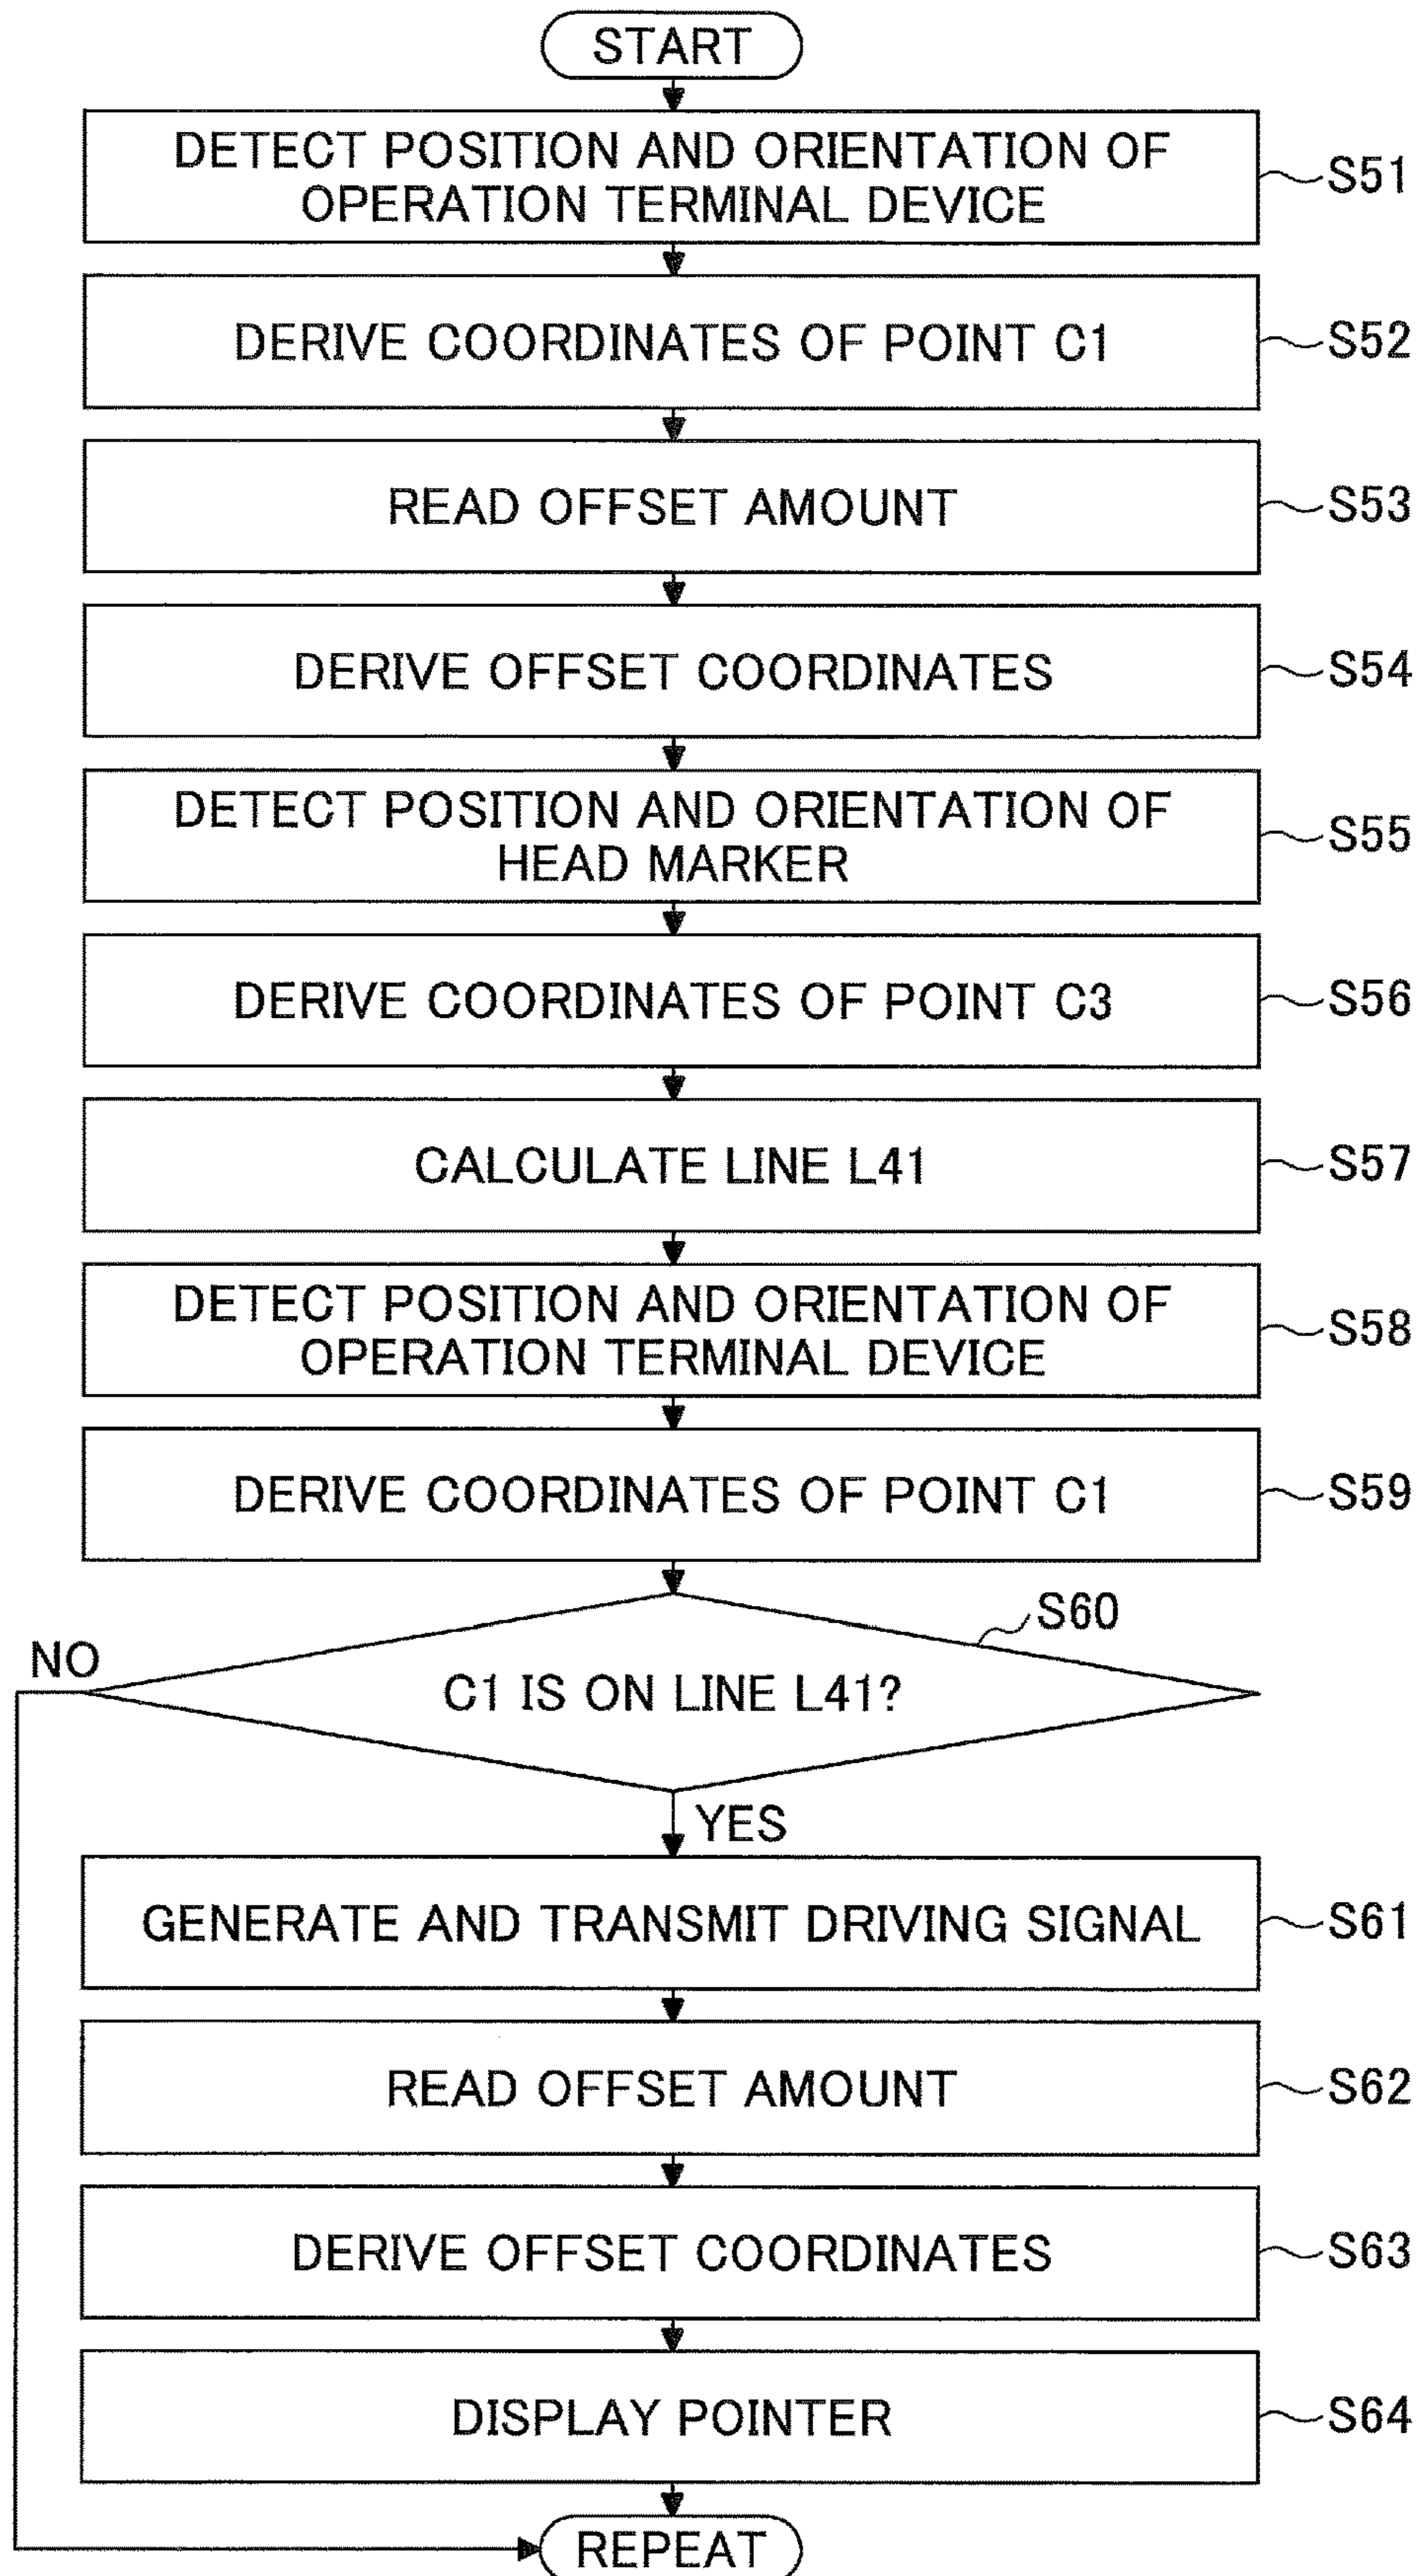 START
DETECT POSITION AND ORIENTATION OF
OPERATION TERMINAL DEVICE
S51
DERIVE COORDINATES OF POINT C1
S52
READ OFFSET AMOUNT
S53
DERIVE OFFSET COORDINATES
S54
DETECT POSITION AND ORIENTATION OF
HEAD MARKER
S55
DERIVE COORDINATES OF POINT C3
S56
CALCULATE LINE L41
S57
DETECT POSITION AND ORIENTATION OF
OPERATION TERMINAL DEVICE
S58
DERIVE COORDINATES OF POINT C1
S59
S60
NO
C1 IS ON LINE L41?
YES
GENERATE AND TRANSMIT DRIVING SIGNAL
S61
READ OFFSET AMOUNT
S62
DERIVE OFFSET COORDINATES
S63
DISPLAY POINTER
S64
REPEAT